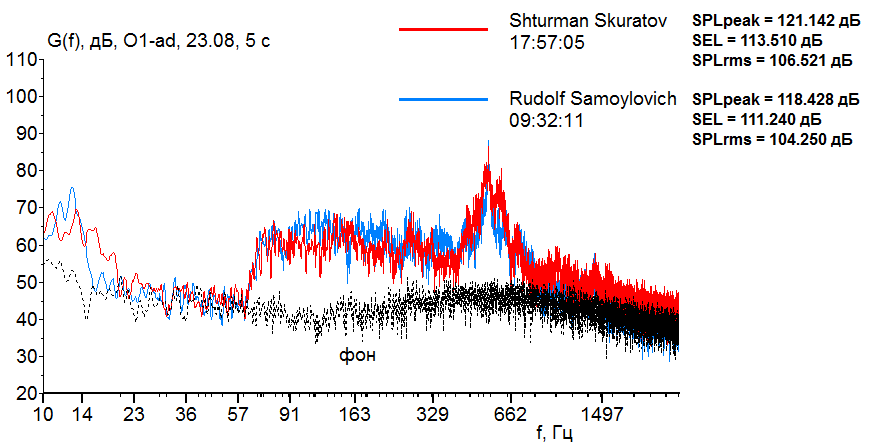 G(f), дБ, O1-ad, 23.08, 5 с
Shturman Skuratov
17:57:05
SPLpeak = 121.142 дБ
SEL = 113.510 дБ
SPLrms = 106.521 дБ
Rudolf Samoylovich
09:32:11
SPLpeak = 118.428 дБ
SEL = 111.240 дБ
SPLrms = 104.250 дБ
110
100
90
80
70
60
50
40
30
20
фон
10 14 23 36 57 91 163 329 662 1497
f, Гц